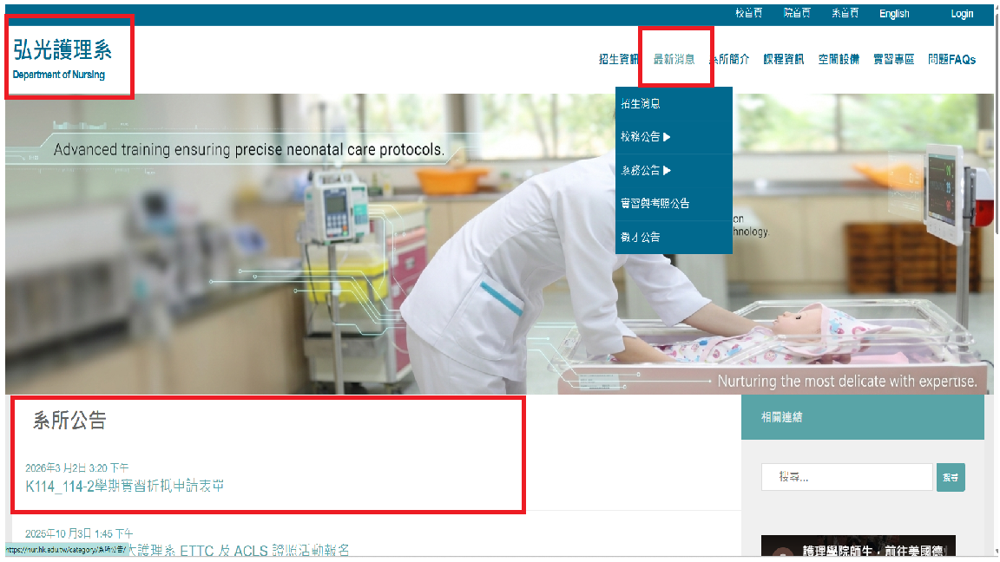 校首頁 院首頁 系首頁 English Login
弘光護理系
Department of Nursing
招生資訊 最新消息 系所簡介 課程資訊 空間設備 實習專區 問題FAQs
招生消息
校務公告 ▶
系務公告 ▶
實習與考照公告
徵才公告
Advanced training ensuring precise neonatal care protocols.
on
hnology.
Nurturing the most delicate with expertise.
系所公告
2026年3 月2日 3:20 下午
K114_114-2學期實習折抵申請表單
2025年10 月3日 1:45 下午
大護理系 ETTC 及 ACLS 證照活動報名
https://nur.hk.edu.tw/category/系所公告/
相關連結
搜尋... 搜尋
護理學院師生，前往美國德